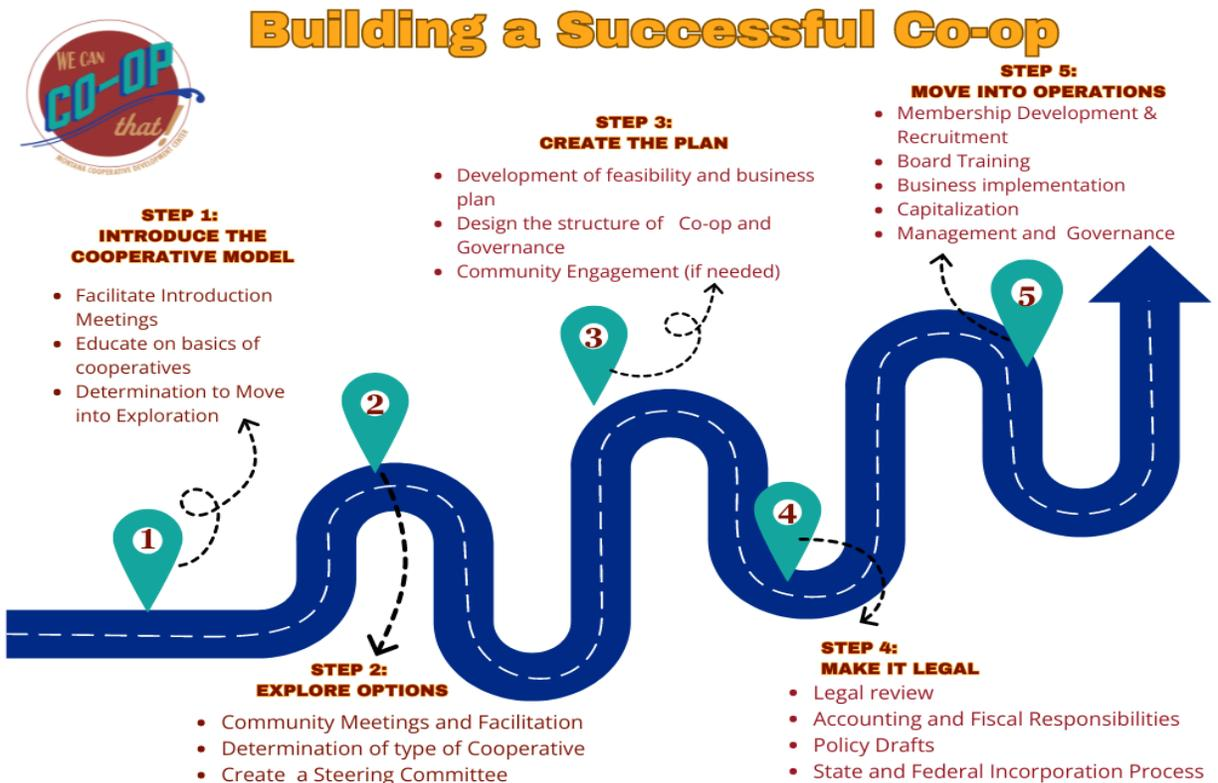 Building a Successful Co-op
WE CAN
CO-OP
that!
MONTANA COOPERATIVE DEVELOPMENT CENTER
STEP 1:
INTRODUCE THE
COOPERATIVE MODEL
• Facilitate Introduction
Meetings
• Educate on basics of
cooperatives
• Determination to Move
into Exploration
1
2
STEP 2:
EXPLORE OPTIONS
• Community Meetings and Facilitation
• Determination of type of Cooperative
• Create a Steering Committee
STEP 3:
CREATE THE PLAN
• Development of feasibility and business
plan
• Design the structure of Co-op and
Governance
• Community Engagement (if needed)
3
4
STEP 4:
MAKE IT LEGAL
• Legal review
• Accounting and Fiscal Responsibilities
• Policy Drafts
• State and Federal Incorporation Process
STEP 5:
MOVE INTO OPERATIONS
• Membership Development &
Recruitment
• Board Training
• Business implementation
• Capitalization
• Management and Governance
5